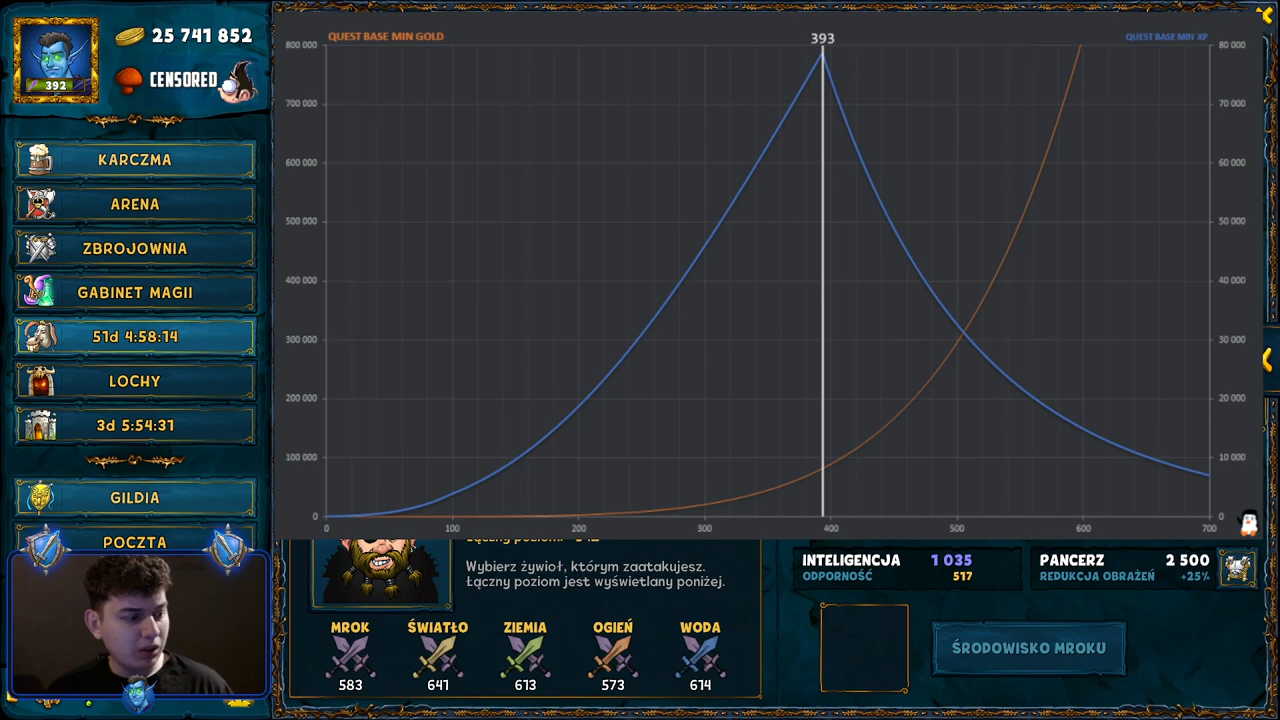 25 741 852
392
CENSORED
KARCZMA
ARENA
ZBROJOWNIA
GABINET MAGII
51d 4:58:14
LOCHY
3d 5:54:31
GILDIA
POCZTA
QUEST BASE MIN GOLD
393
QUEST BASE MIN XP
800 000
80 000
700 000
70 000
600 000
60 000
500 000
50 000
400 000
40 000
300 000
30 000
200 000
20 000
100 000
10 000
0
0
0 100 200 300 400 500 600 700
Wybierz żywioł, którym zaatakujesz.
Łączny poziom jest wyświetlany poniżej.
MROK ŚWIATŁO ZIEMIA OGIEŃ WODA
583 641 613 573 614
INTELIGENCJA 1 035
ODPORNOŚĆ 517
PANCERZ 2 500
REDUKCJA OBRAŻEŃ +25%
ŚRODOWISKO MROKU